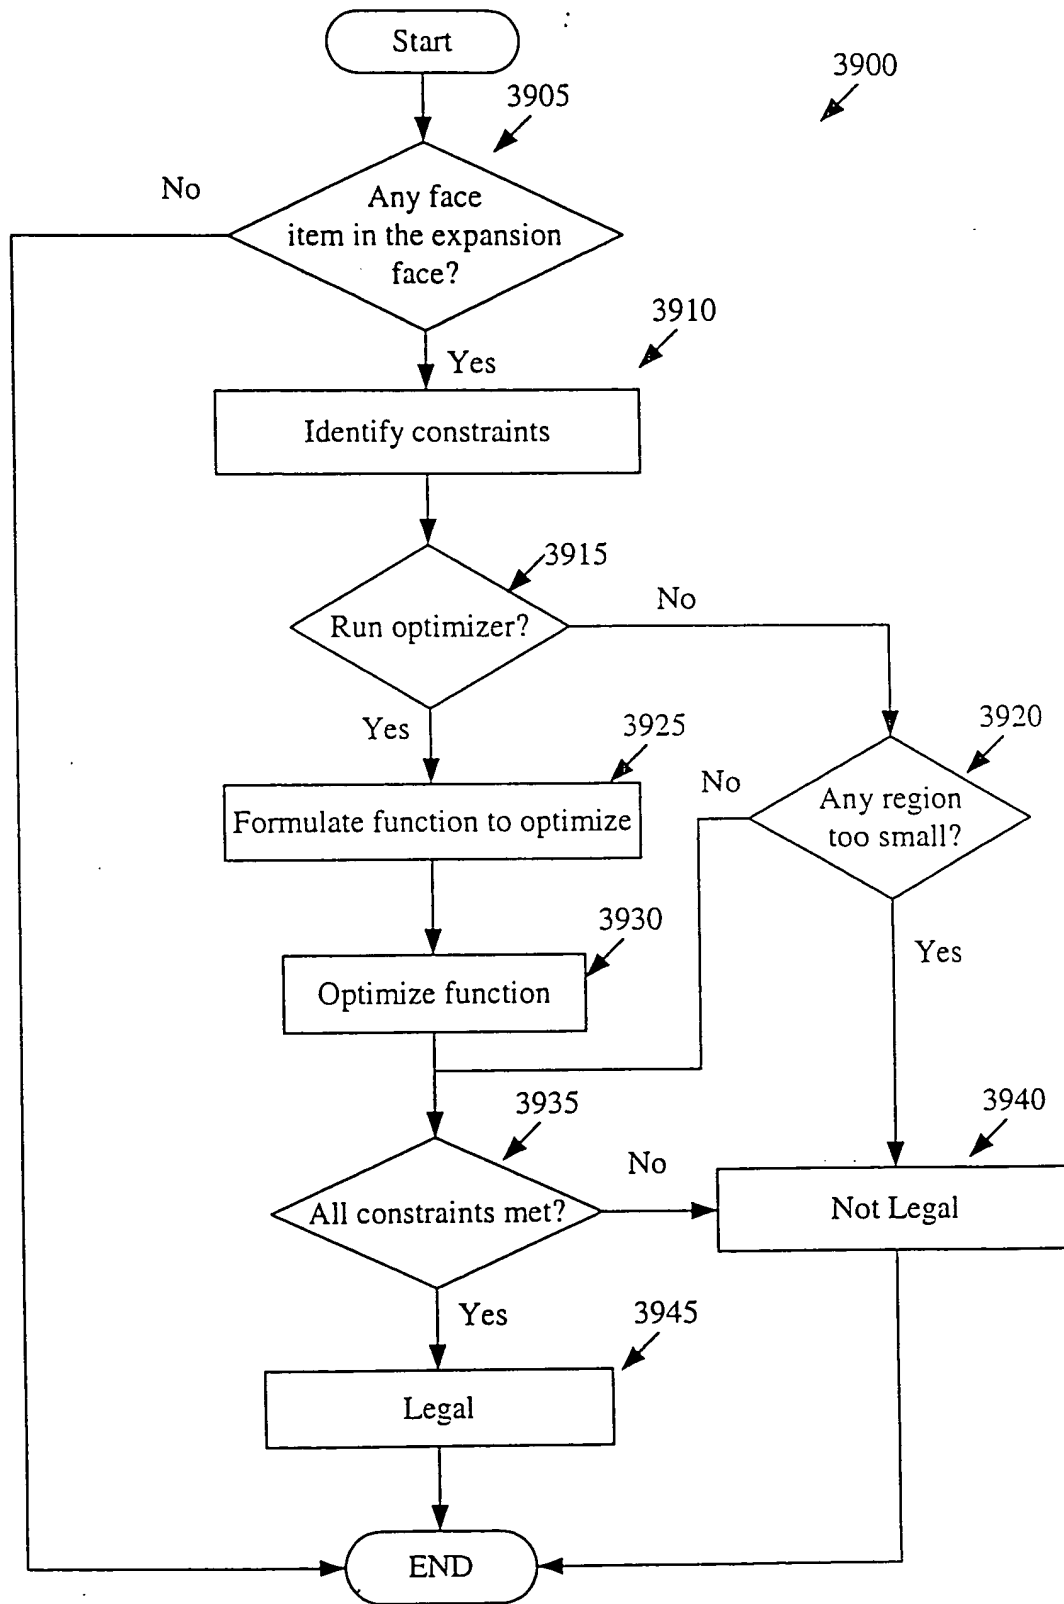 Start
3900
3905
No
Any face
item in the expansion
face?
3910
Yes
Identify constraints
3915
No
Run optimizer?
Yes
3925
3920
No
Any region
too small?
Formulate function to optimize
3930
Yes
Optimize function
3935
3940
No
All constraints met?
Not Legal
Yes
3945
Legal
END